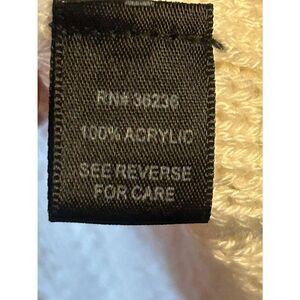 RN# 36236
100% ACRYLIC
SEE REVERSE
FOR CARE